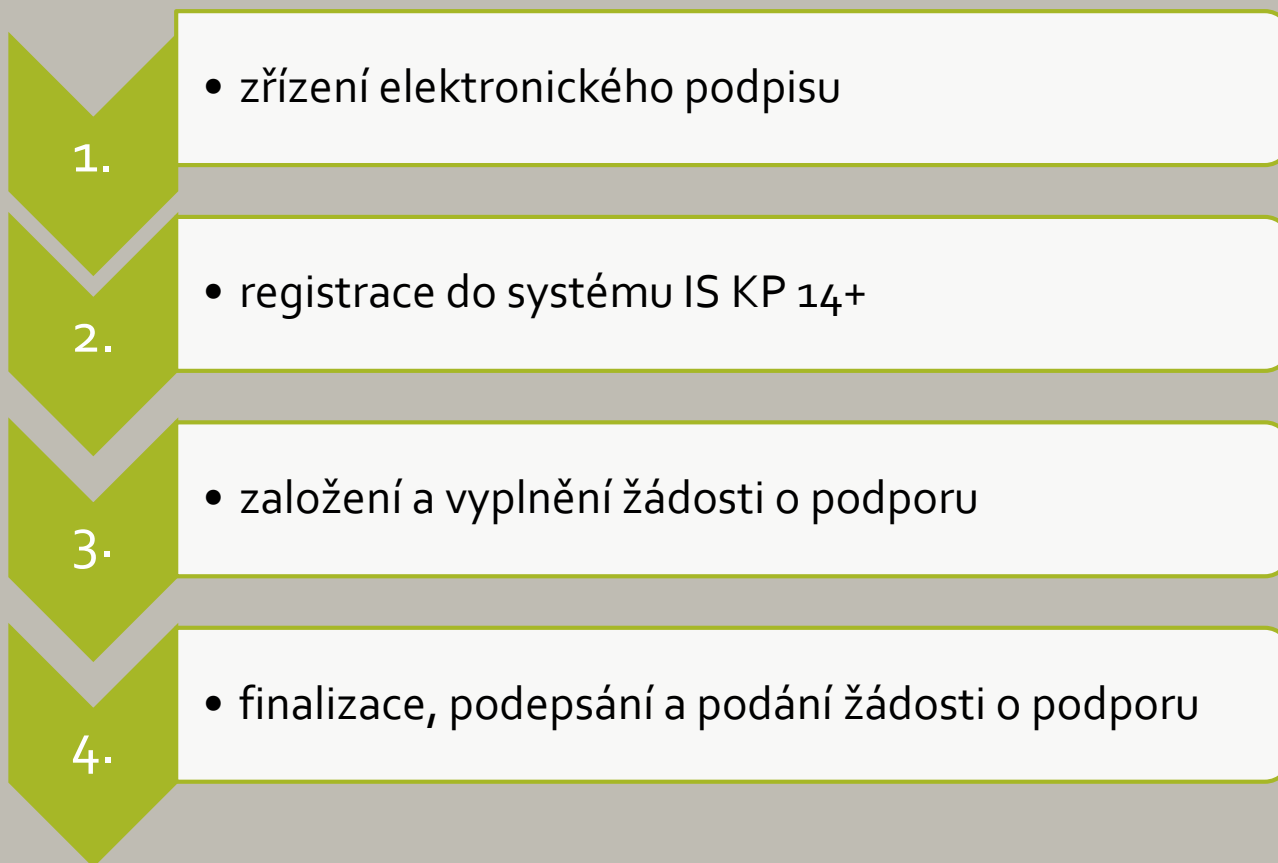 1.
• zřízení elektronického podpisu
2.
• registrace do systému IS KP 14+
3.
• založení a vyplnění žádosti o podporu
4.
• finalizace, podepsání a podání žádosti o podporu